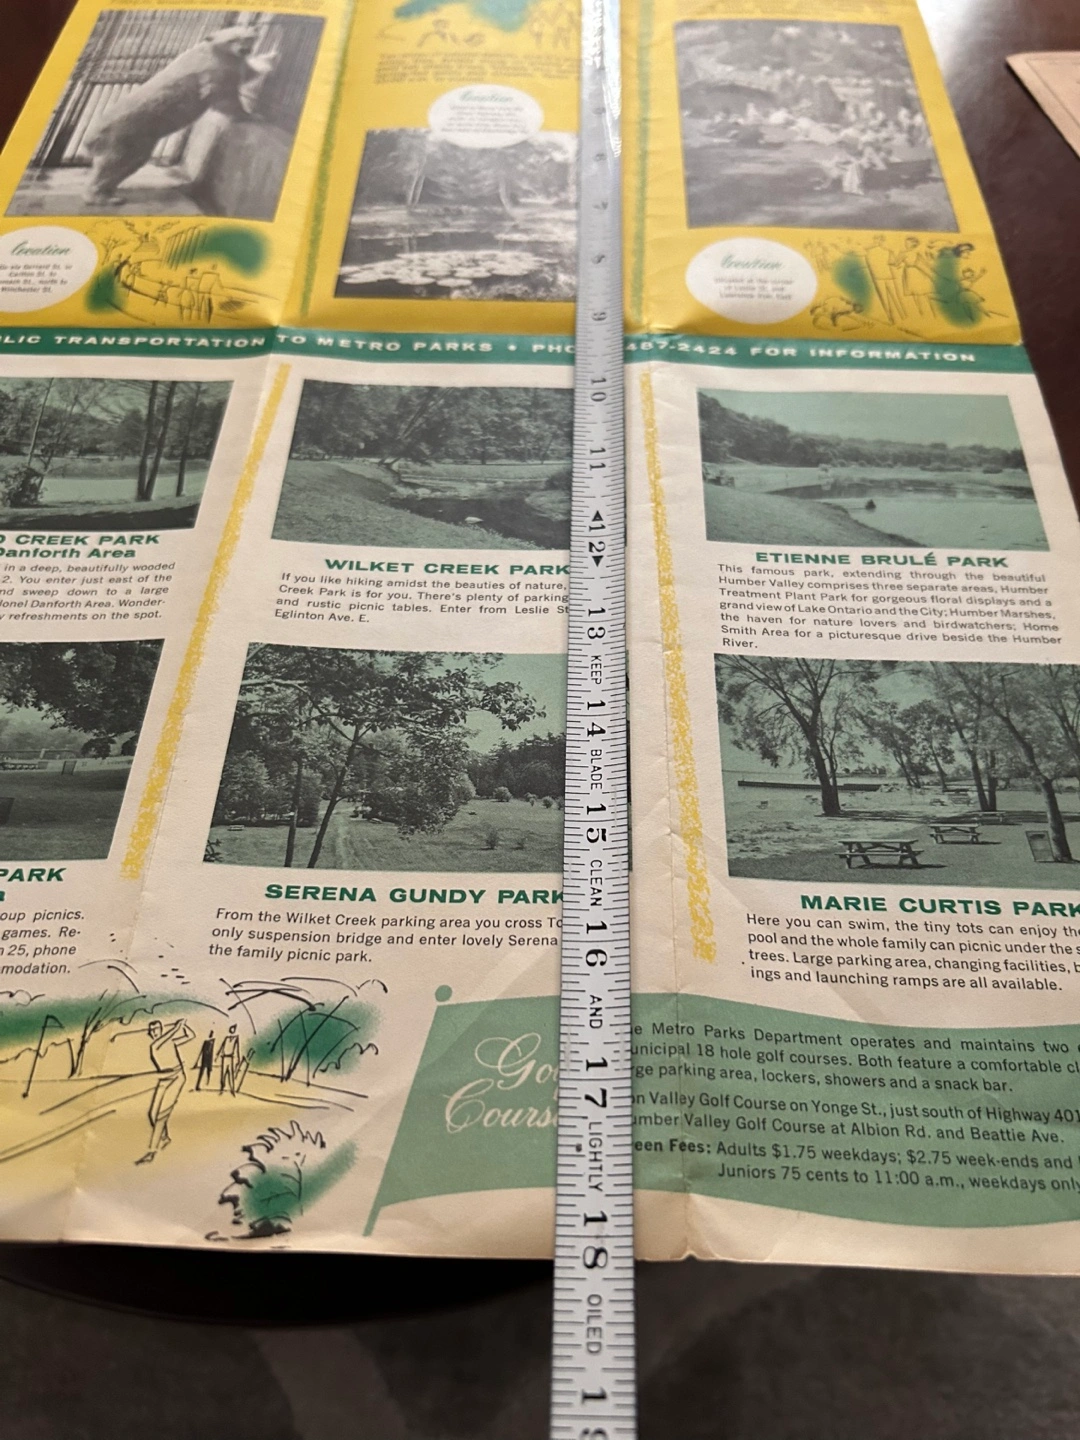 location
location
location
7
8
9
LIC TRANSPORTATION TO METRO PARKS • PHO 487-2424 FOR INFORMATION
10
11
◄12►
13
KEEP
14
BLADE
15
CLEAN
16
AND
17
LIGHTLY
18
OILED
CREEK PARK
Danforth Area
in a deep, beautifully wooded
2. You enter just east of the
nd sweep down to a large
lonel Danforth Area. Wonder-
y refreshments on the spot.
WILKET CREEK PARK
If you like hiking amidst the beauties of nature,
Creek Park is for you. There's plenty of parking
and rustic picnic tables. Enter from Leslie St
Eglinton Ave. E.
ETIENNE BRULÉ PARK
This famous park, extending through the beautiful
Humber Valley comprises three separate areas, Humber
Treatment Plant Park for gorgeous floral displays and a
grand view of Lake Ontario and the City; Humber Marshes,
the haven for nature lovers and birdwatchers; Home
Smith Area for a picturesque drive beside the Humber
River.
PARK
oup picnics.
games. Re-
25, phone
modation.
SERENA GUNDY PARK
From the Wilket Creek parking area you cross To
only suspension bridge and enter lovely Serena
the family picnic park.
MARIE CURTIS PARK
Here you can swim, the tiny tots can enjoy the
pool and the whole family can picnic under the s
trees. Large parking area, changing facilities, b
ings and launching ramps are all available.
Gol
Cours
e Metro Parks Department operates and maintains two
unicipal 18 hole golf courses. Both feature a comfortable cl
rge parking area, lockers, showers and a snack bar.
on Valley Golf Course on Yonge St., just south of Highway 401
umber Valley Golf Course at Albion Rd. and Beattie Ave.
een Fees: Adults $1.75 weekdays; $2.75 week-ends and
Juniors 75 cents to 11:00 a.m., weekdays only